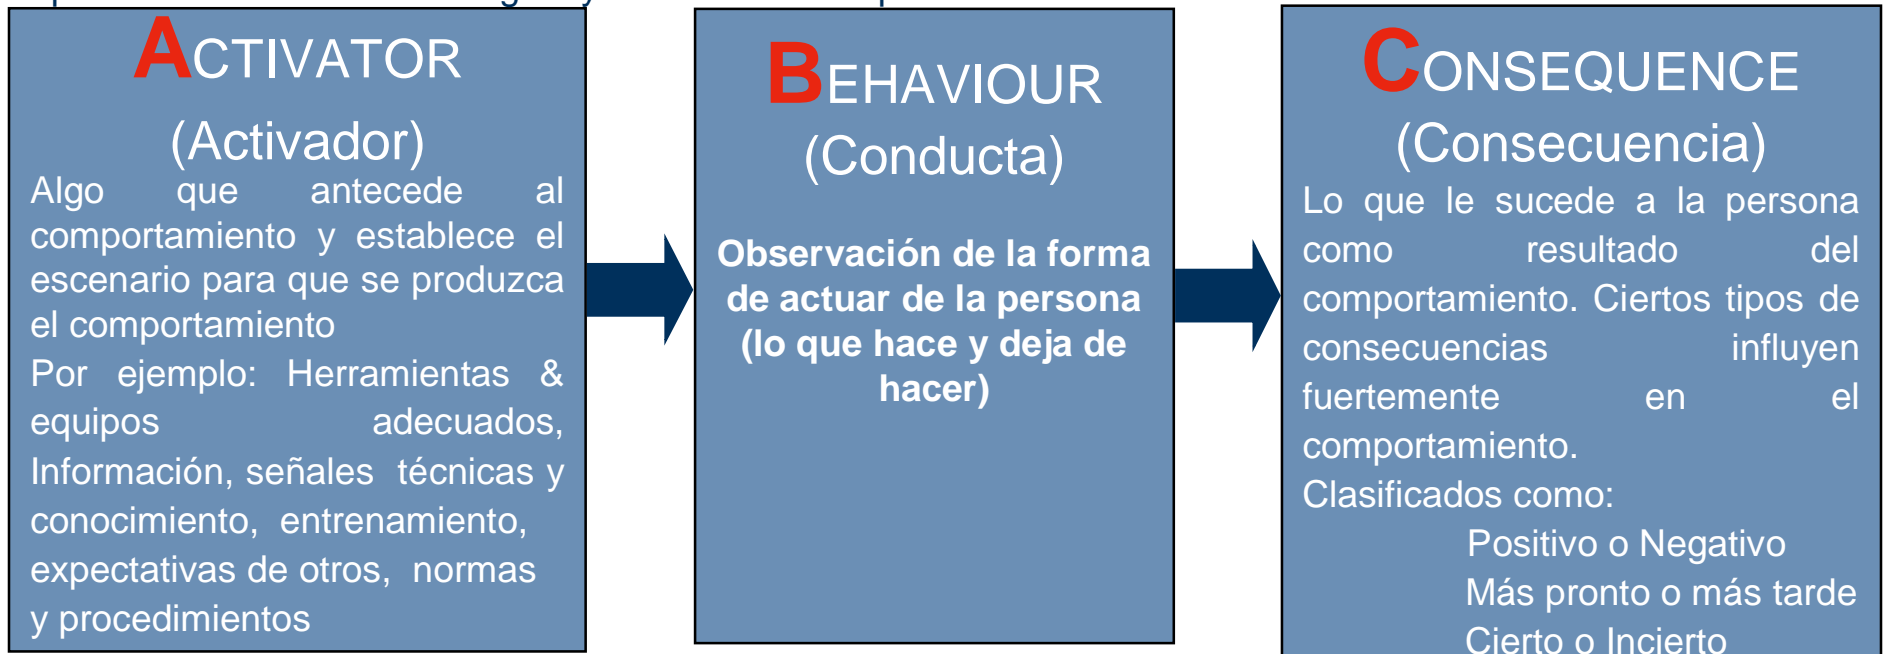 ACTIVATOR
(Activador)
Algo que antecede al
comportamiento y establece el
escenario para que se produzca
el comportamiento
Por ejemplo: Herramientas &
equipos adecuados,
Información, señales técnicas y
conocimiento, entrenamiento,
expectativas de otros, normas
y procedimientos
BEHAVIOUR
(Conducta)
Observación de la forma
de actuar de la persona
(lo que hace y deja de
hacer)
CONSEQUENCE
(Consecuencia)
Lo que le sucede a la persona
como resultado del
comportamiento. Ciertos tipos de
consecuencias influyen
fuertemente en el
comportamiento.
Clasificados como:
Positivo o Negativo
Más pronto o más tarde
Cierto o Incierto